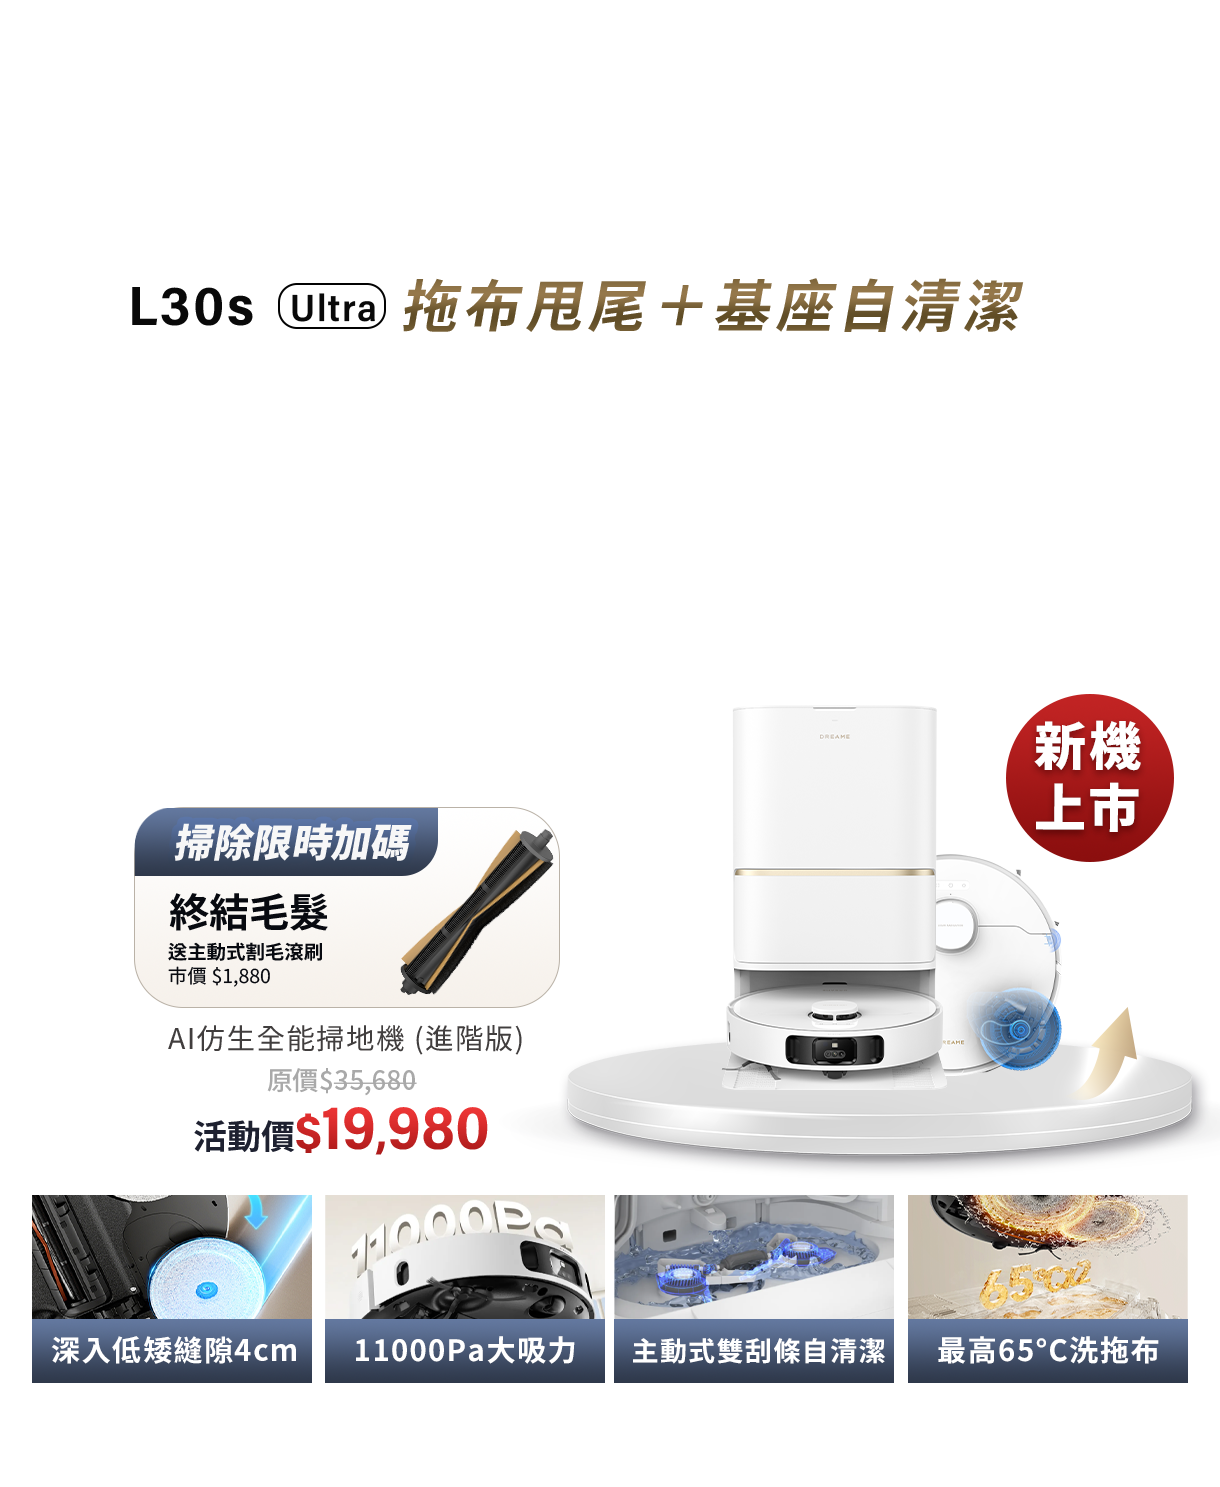 L30s Ultra 拖布甩尾＋基座自清潔
新機
上市
DREAME
掃除限時加碼
終結毛髮
送主動式割毛滾刷
市價 $1,880
AI仿生全能掃地機 (進階版)
原價$35,680
活動價$19,980
11000Pa
65°C
深入低矮縫隙4cm
11000Pa大吸力
主動式雙刮條自清潔
最高65°C洗拖布